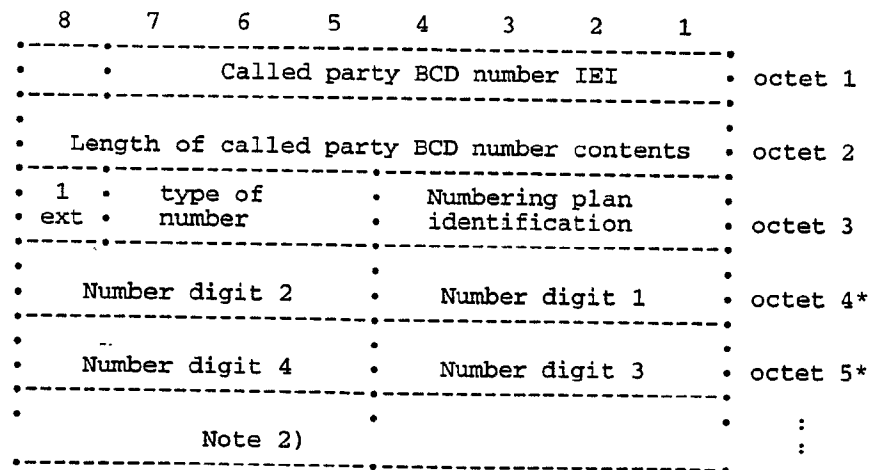 8 7 6 5 4 3 2 1
Called party BCD number IEI octet 1
Length of called party BCD number contents octet 2
1 type of Numbering plan
ext number identification octet 3
Number digit 2 Number digit 1 octet 4*
Number digit 4 Number digit 3 octet 5*
Note 2) :